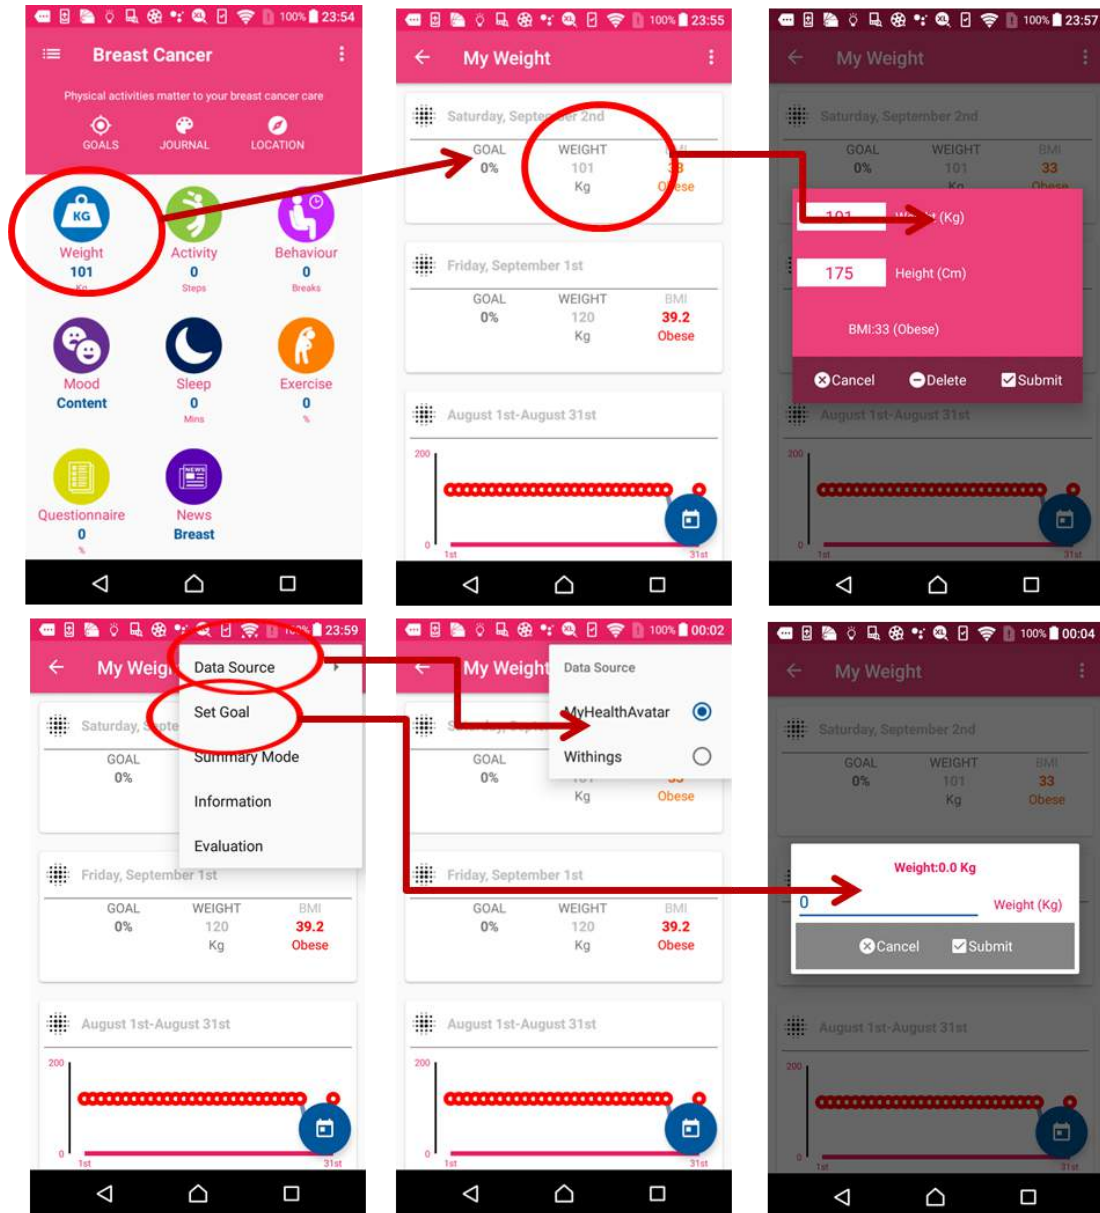 100% 23:54
Breast Cancer
Physical activities matter to your breast cancer care
GOALS JOURNAL LOCATION
KG
Weight Activity Behaviour
101 0 0
Kg Steps Breaks
Mood Sleep Exercise
Content 0 0
Mins %
NEWS
Questionnaire News
0 Breast
%
100% 23:55
My Weight
Saturday, September 2nd
GOAL WEIGHT BMI
0% 101 33
Kg Obese
Friday, September 1st
GOAL WEIGHT BMI
0% 120 39.2
Kg Obese
August 1st-August 31st
200
0
1st 31st
100% 23:57
My Weight
Saturday, September 2nd
GOAL WEIGHT BMI
0% 101 33
Kg Obese
101 Weight (Kg)
175 Height (Cm)
BMI:33 (Obese)
Cancel Delete Submit
August 1st-August 31st
200
0
1st 31st
100% 23:59
My Weig
Data Source
Set Goal
Summary Mode
Information
Evaluation
Saturday, Septe
GOAL
0%
Friday, September 1st
GOAL WEIGHT BMI
0% 120 39.2
Kg Obese
August 1st-August 31st
200
0
1st 31st
100% 00:02
My Weight
Data Source
MyHealthAvatar
Withings
GOAL
0%
Kg Obese
Friday, September 1st
GOAL WEIGHT BMI
0% 120 39.2
Kg Obese
August 1st-August 31st
200
0
1st 31st
100% 00:04
My Weight
Saturday, September 2nd
GOAL WEIGHT BMI
0% 101 33
Kg Obese
Weight:0.0 Kg
0 Weight (Kg)
Cancel Submit
August 1st-August 31st
200
0
1st 31st